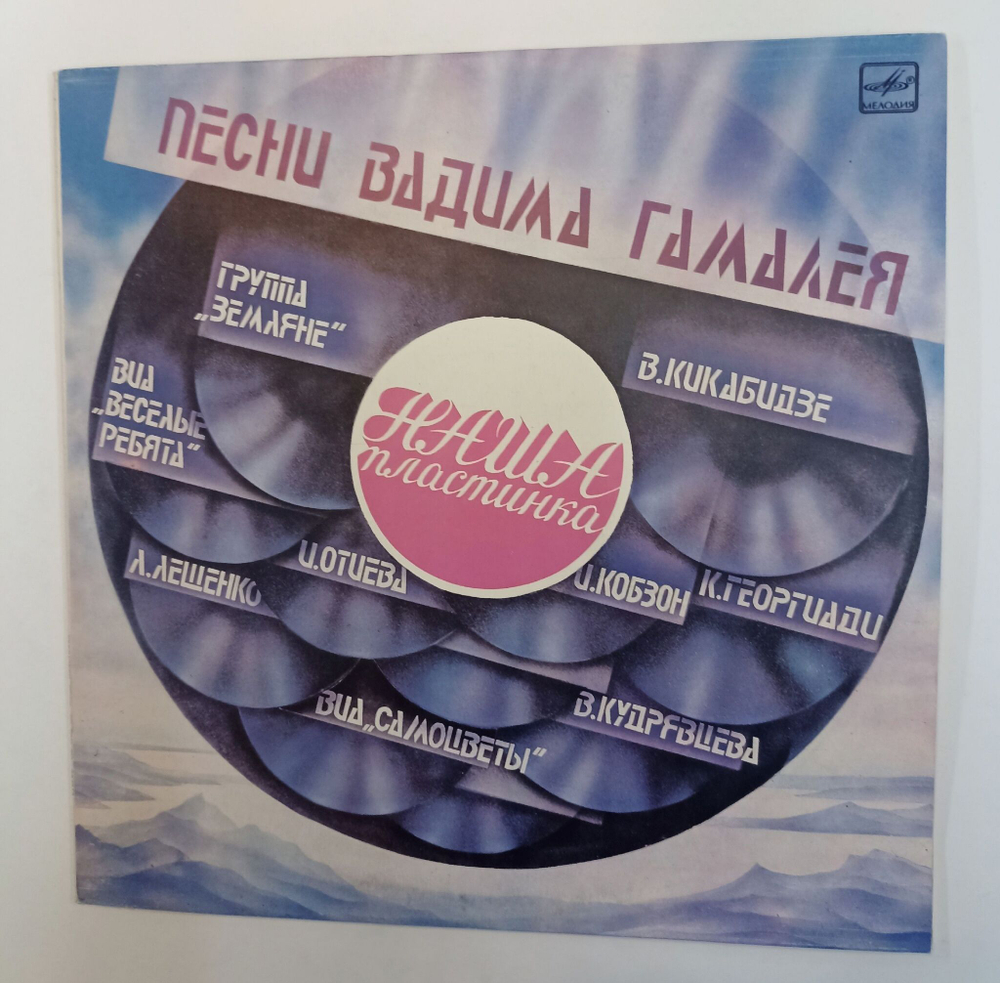 МЕЛОДИЯ
ПЕСНИ ВАДИМА ГАМАЛЕЯ
ГРУППА
„ЗЕМЛЯНЕ”
В.КИКАБИДЗЕ
ВИА
„ВЕСЕЛЫЕ
РЕБЯТА”
НАША
пластинка
Л.ЛЕЩЕНКО
И.ОТИЕВА
И.КОБЗОН
К.ГЕОРГИАДИ
ВИА„САМОЦВЕТЫ”
В.КУДРЯВЦЕВА